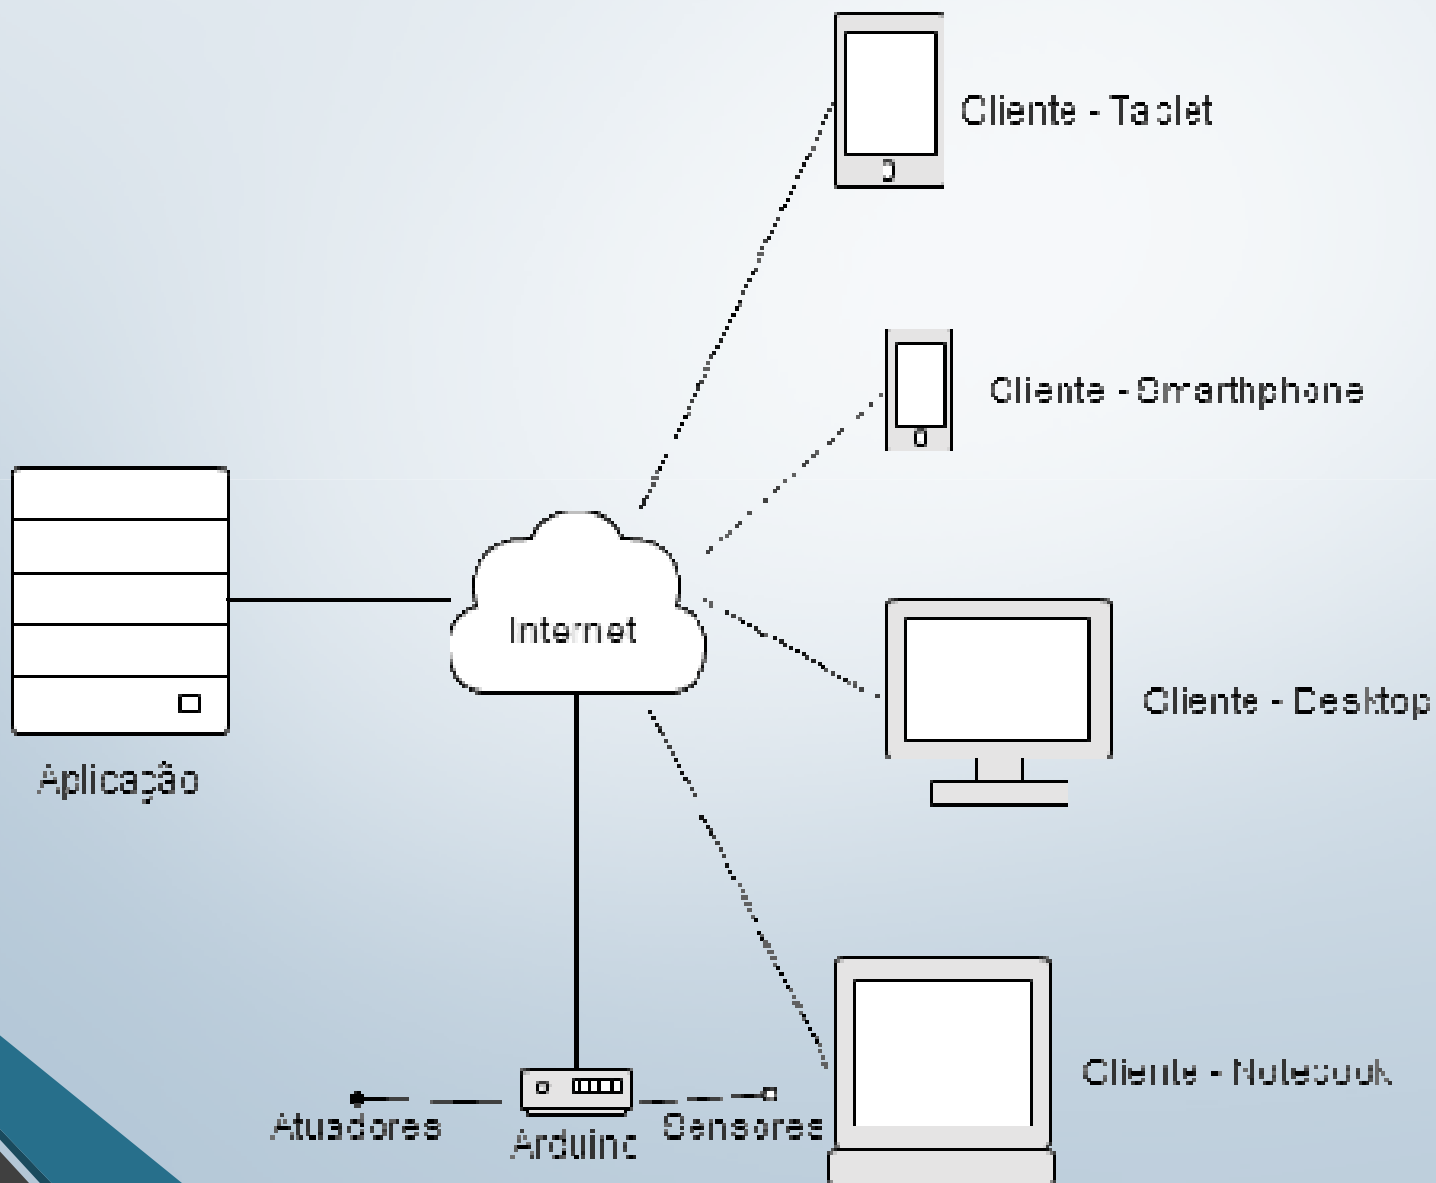 Cliente - Tablet
Cliente - Smarthphone
Internet
Cliente - Desktop
Aplicação
Cliente - Notebook
Atuadores
Arduino
Sensores